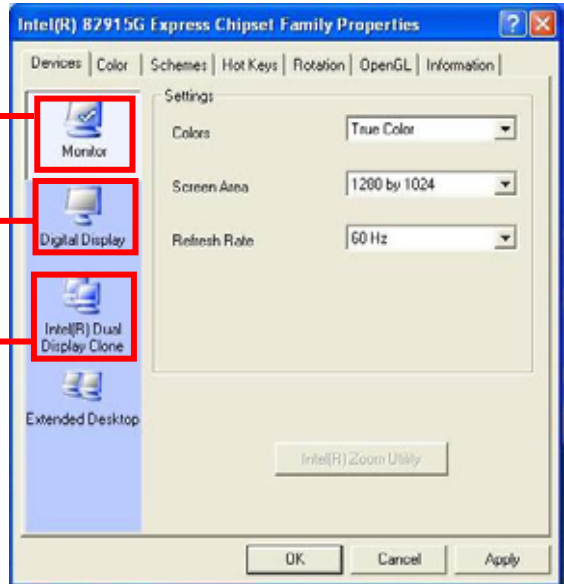 Intel(R) 82915G Express Chipset Family Properties
Devices
Color
Schemes
Hot Keys
Rotation
OpenGL
Information
Monitor
Digital Display
Intel(R) Dual
Display Clone
Extended Desktop
Settings
Colors
True Color
Screen Area
1280 by 1024
Refresh Rate
60 Hz
Intel(R) Zoom Utility
OK
Cancel
Apply